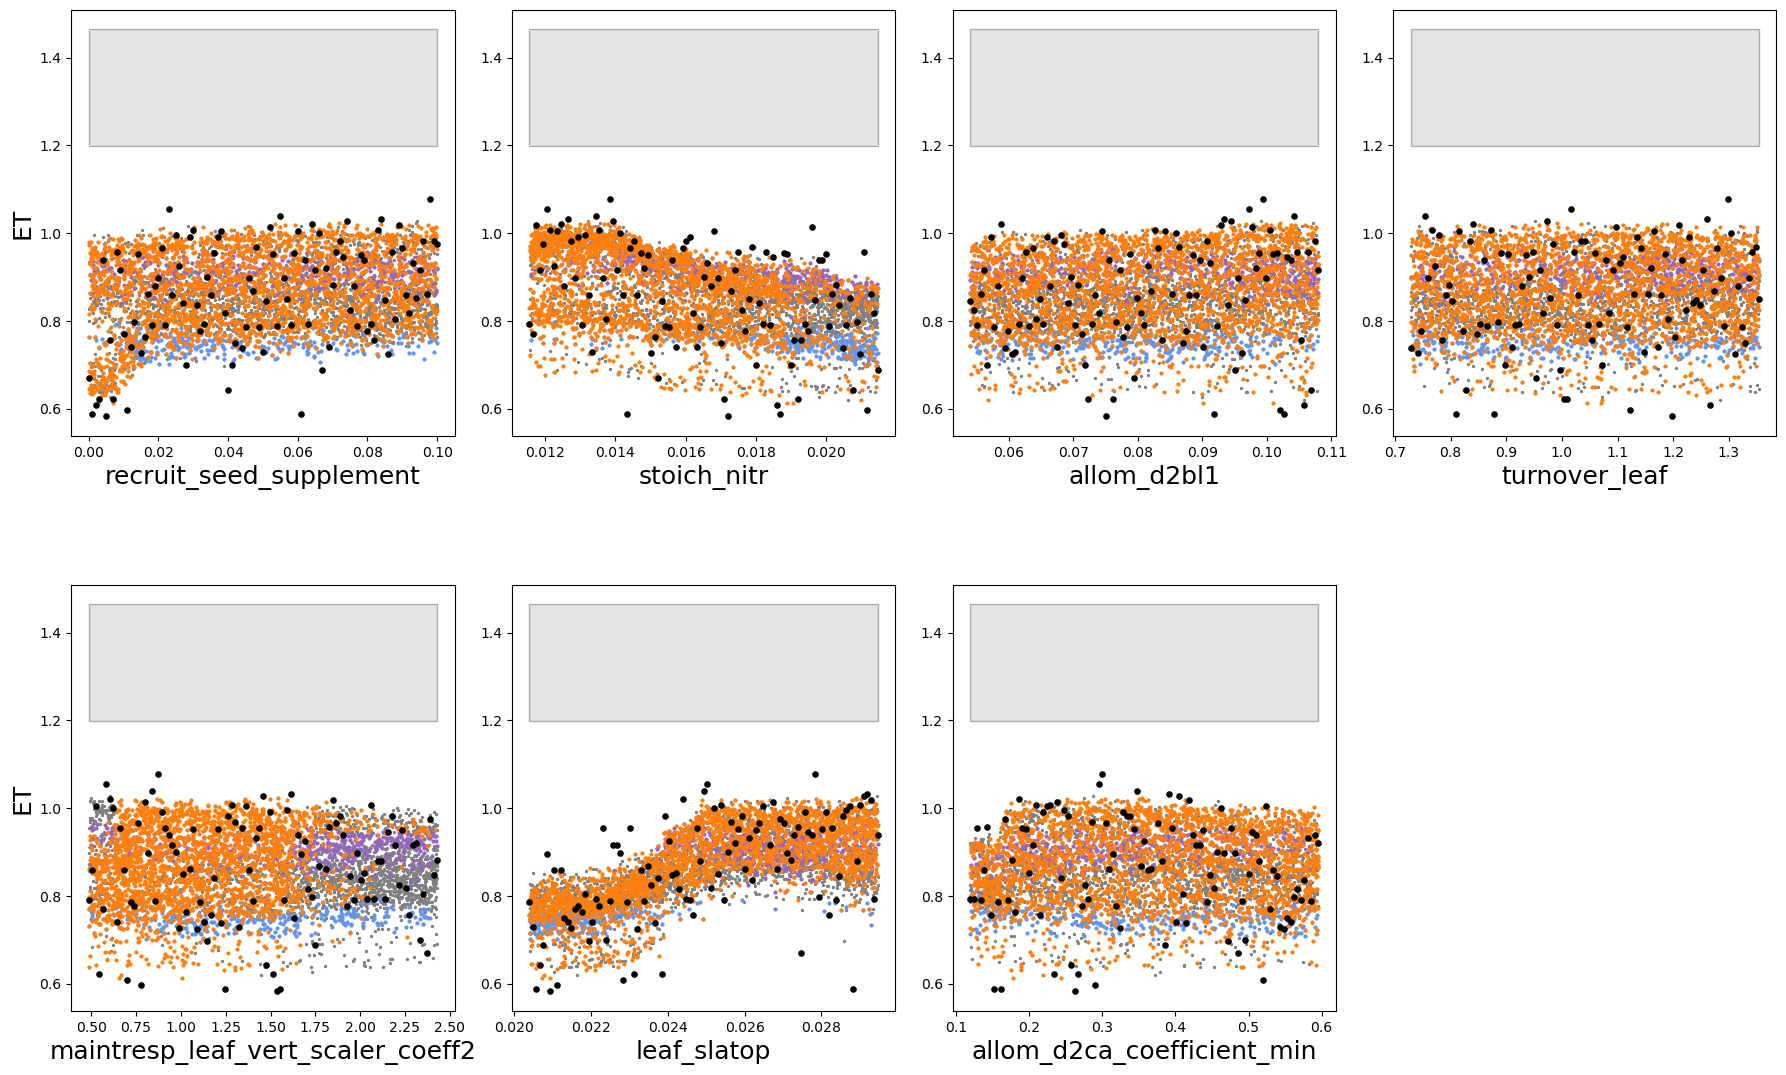 ET
1.4
1.2
1.0
0.8
0.6
0.00 0.02 0.04 0.06 0.08 0.10
recruit_seed_supplement
1.4
1.2
1.0
0.8
0.6
0.012 0.014 0.016 0.018 0.020
stoich_nitr
1.4
1.2
1.0
0.8
0.6
0.06 0.07 0.08 0.09 0.10 0.11
allom_d2bl1
1.4
1.2
1.0
0.8
0.6
0.7 0.8 0.9 1.0 1.1 1.2 1.3
turnover_leaf
ET
1.4
1.2
1.0
0.8
0.6
0.50 0.75 1.00 1.25 1.50 1.75 2.00 2.25 2.50
maintresp_leaf_vert_scaler_coeff2
1.4
1.2
1.0
0.8
0.6
0.020 0.022 0.024 0.026 0.028
leaf_slatop
1.4
1.2
1.0
0.8
0.6
0.1 0.2 0.3 0.4 0.5 0.6
allom_d2ca_coefficient_min